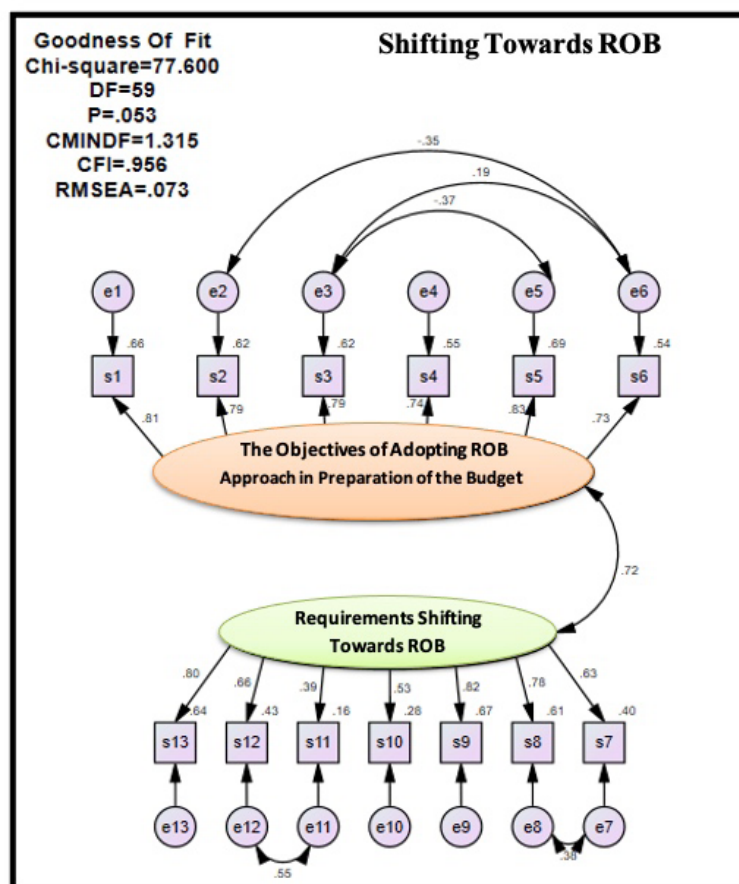 Goodness Of Fit
Chi-square=77.600
DF=59
P=.053
CMINDF=1.315
CFI=.956
RMSEA=.073
Shifting Towards ROB
-.35
.19
-.37
e1 e2 e3 e4 e5 e6
.66 .62 .62 .55 .69 .54
s1 s2 s3 s4 s5 s6
.81 .79 .79 .74 .83 .73
The Objectives of Adopting ROB
Approach in Preparation of the Budget
.72
Requirements Shifting
Towards ROB
.80 .66 .39 .53 .82 .78 .63
.64 .43 .16 .28 .67 .61 .40
s13 s12 s11 s10 s9 s8 s7
e13 e12 e11 e10 e9 e8 e7
.55 .38